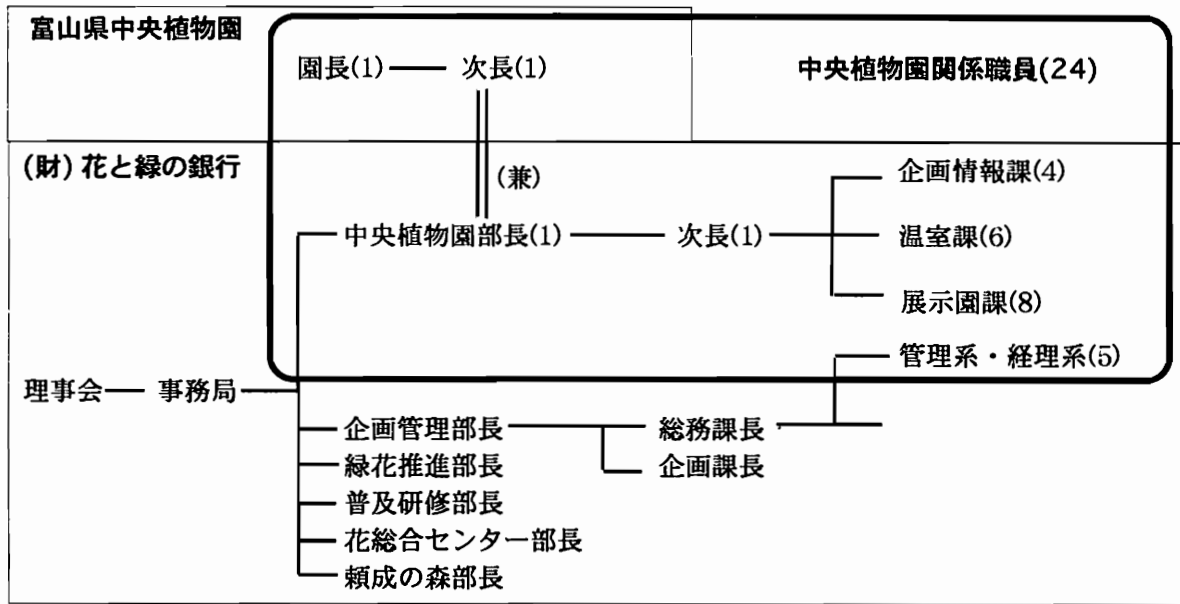 富山県中央植物園
園長(1) 次長(1)
中央植物園関係職員(24)
(財)花と緑の銀行
(兼)
企画情報課(4)
中央植物園部長(1) 次長(1) 温室課(6)
展示園課(8)
管理系・経理系(5)
理事会 事務局
企画管理部長 総務課長
緑花推進部長 企画課長
普及研修部長
花総合センター部長
頼成の森部長